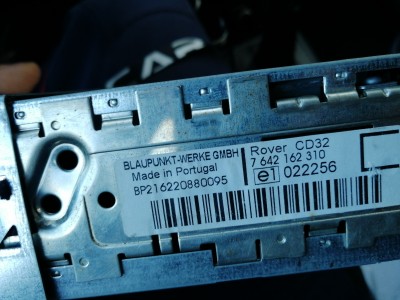 BLAUPUNKT-WERKE GMBH
Made in Portugal
BP216220880095
Rover CD32
7 642 162 310
e1 022256